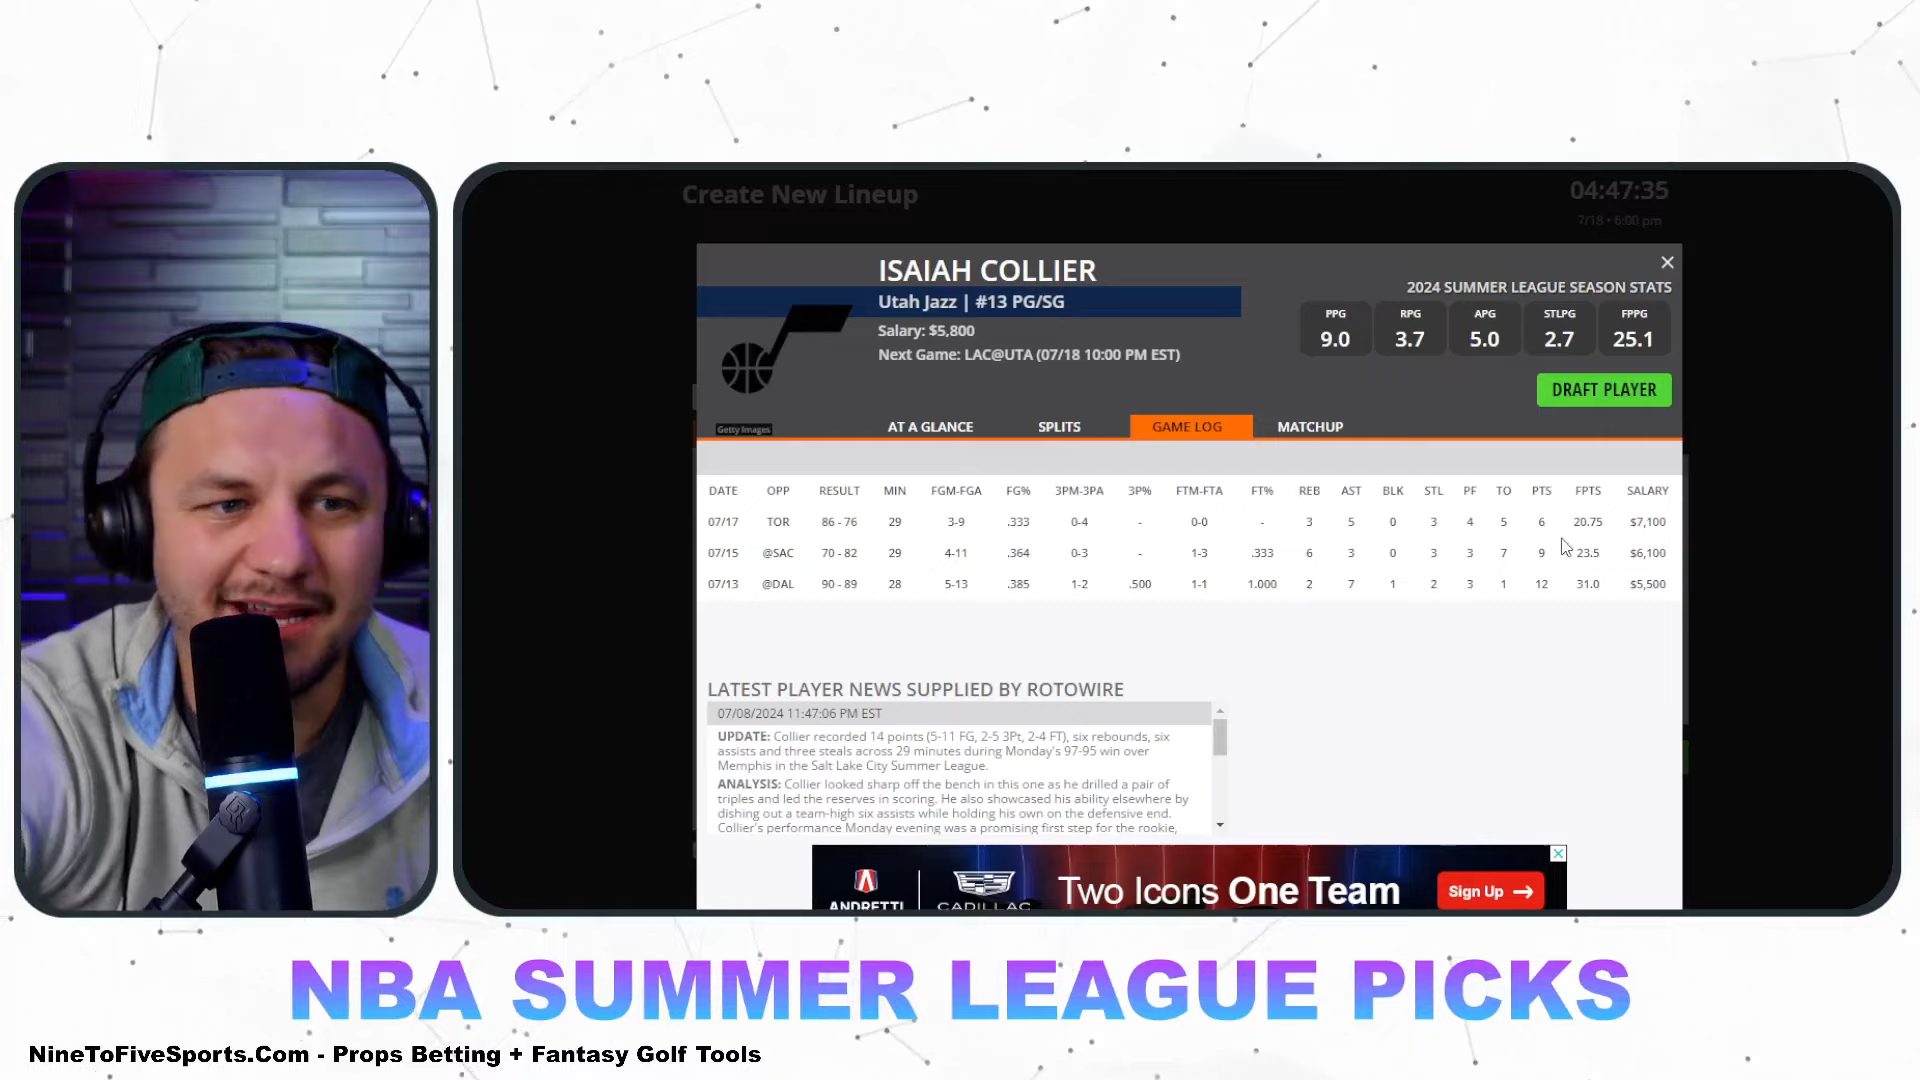 Create New Lineup
04:47:35
7/18 • 6:00 pm
ISAIAH COLLIER
×
Utah Jazz | #13 PG/SG
2024 SUMMER LEAGUE SEASON STATS
Salary: $5,800
PPG RPG APG STLPG FPPG
9.0 3.7 5.0 2.7 25.1
Next Game: LAC@UTA (07/18 10:00 PM EST)
DRAFT PLAYER
Getty Images
AT A GLANCE SPLITS GAME LOG MATCHUP
DATE OPP RESULT MIN FGM-FGA FG% 3PM-3PA 3P% FTM-FTA FT% REB AST BLK STL PF TO PTS FPTS SALARY
07/17 TOR 86 - 76 29 3-9 .333 0-4 - 0-0 - 3 5 0 3 4 5 6 20.75 $7,100
07/15 @SAC 70 - 82 29 4-11 .364 0-3 - 1-3 .333 6 3 0 3 3 7 9 23.5 $6,100
07/13 @DAL 90 - 89 28 5-13 .385 1-2 .500 1-1 1.000 2 7 1 2 3 1 12 31.0 $5,500
LATEST PLAYER NEWS SUPPLIED BY ROTOWIRE
07/08/2024 11:47:06 PM EST
UPDATE: Collier recorded 14 points (5-11 FG, 2-5 3Pt, 2-4 FT), six rebounds, six
assists and three steals across 29 minutes during Monday's 97-95 win over
Memphis in the Salt Lake City Summer League.
ANALYSIS: Collier looked sharp off the bench in this one as he drilled a pair of
triples and led the reserves in scoring. He also showcased his ability elsewhere by
dishing out a team-high six assists while holding his own on the defensive end.
Collier's performance Monday evening was a promising first step for the rookie,
ANDRETTI
CADILLAC
Two Icons One Team
Sign Up →
NBA SUMMER LEAGUE PICKS
NineToFiveSports.Com - Props Betting + Fantasy Golf Tools